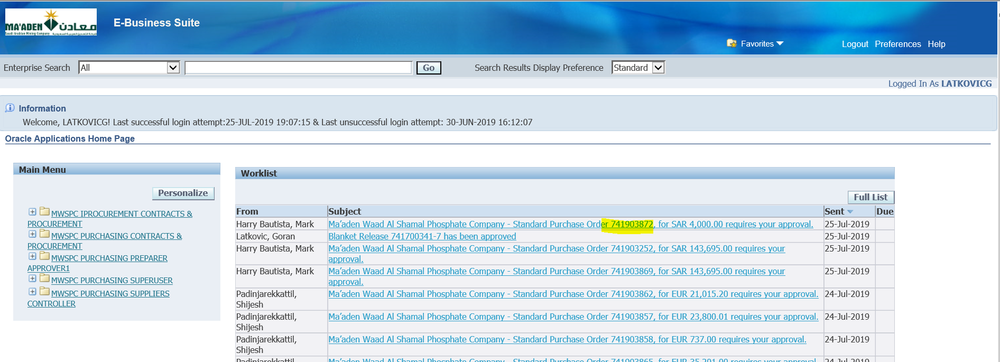 MA'ADEN معادن
Saudi Arabian Mining Company
E-Business Suite
Favorites
Logout Preferences Help
Enterprise Search All Go Search Results Display Preference Standard
Logged In As LATKOVICG
Information
Welcome, LATKOVICG! Last successful login attempt:25-JUL-2019 19:07:15 & Last unsuccessful login attempt: 30-JUN-2019 16:12:07
Oracle Applications Home Page
Main Menu
Personalize
MWSPC IPROCUREMENT CONTRACTS &
PROCUREMENT
MWSPC PURCHASING CONTRACTS &
PROCUREMENT
MWSPC PURCHASING PREPARER
APPROVER1
MWSPC PURCHASING SUPERUSER
MWSPC PURCHASING SUPPLIERS
CONTROLLER
Worklist
Full List
From Subject Sent Due
Harry Bautista, Mark Ma'aden Waad Al Shamal Phosphate Company - Standard Purchase Order 741903872, for SAR 4,000.00 requires your approval. 25-Jul-2019
Latkovic, Goran Blanket Release 741700341-7 has been approved 25-Jul-2019
Harry Bautista, Mark Ma'aden Waad Al Shamal Phosphate Company - Standard Purchase Order 741903252, for SAR 143,695.00 requires your 25-Jul-2019
approval.
Harry Bautista, Mark Ma'aden Waad Al Shamal Phosphate Company - Standard Purchase Order 741903869, for SAR 143,695.00 requires your 25-Jul-2019
approval.
Padinjarekkattil, Ma'aden Waad Al Shamal Phosphate Company - Standard Purchase Order 741903862, for EUR 21,015.20 requires your approval. 24-Jul-2019
Shijesh
Padinjarekkattil, Ma'aden Waad Al Shamal Phosphate Company - Standard Purchase Order 741903857, for EUR 23,800.01 requires your approval. 24-Jul-2019
Shijesh
Padinjarekkattil, Ma'aden Waad Al Shamal Phosphate Company - Standard Purchase Order 741903858, for EUR 737.00 requires your approval. 24-Jul-2019
Shijesh
Padinjarekkattil, Ma'aden Waad Al Shamal Phosphate Company - Standard Purchase Order 741903865, for EUR 35,201.00 requires your approval. 24-Jul-2019